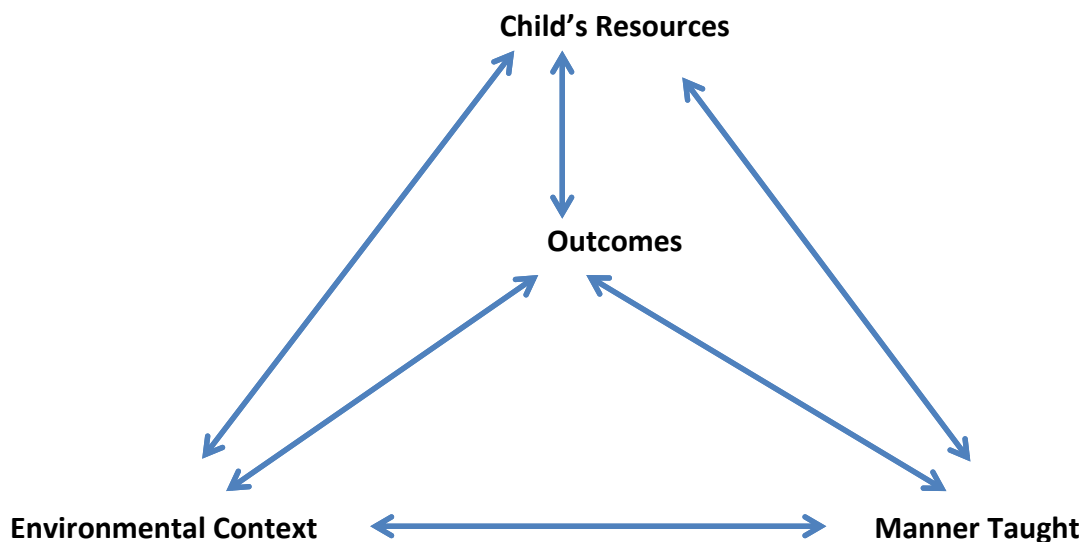 Child’s Resources
Outcomes
Environmental Context
Manner Taught